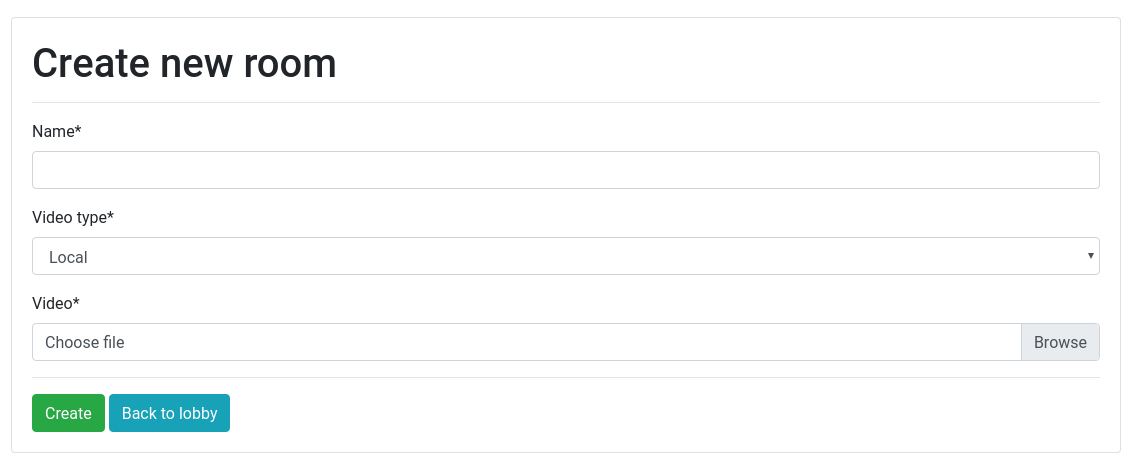 Create new room
Name*
Video type*
Local
Video*
Choose file Browse
Create Back to lobby